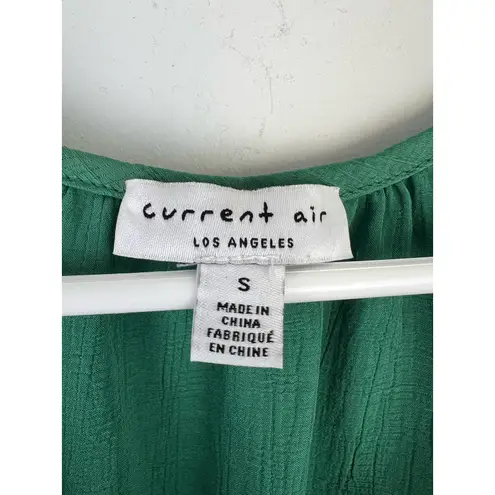 current air
LOS ANGELES
S
MADE IN
CHINA
FABRIQUÉ
EN CHINE